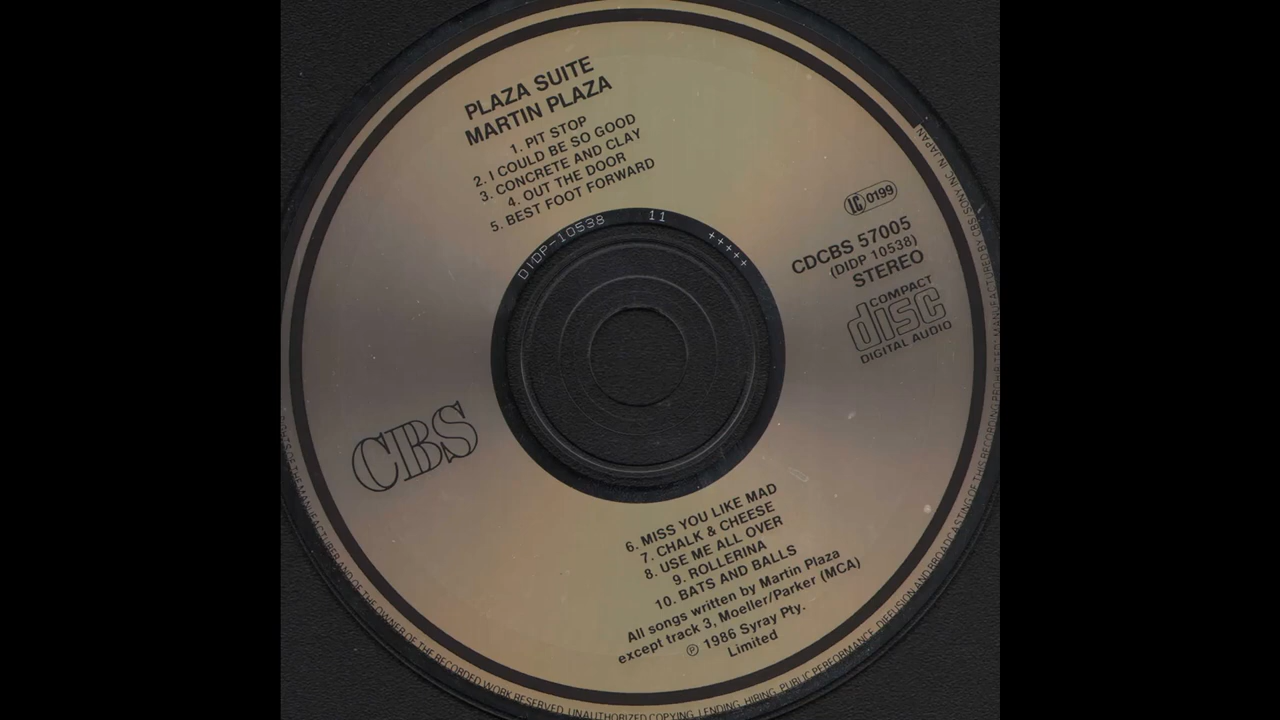 PLAZA SUITE
MARTIN PLAZA
1. PIT STOP
2. I COULD BE SO GOOD
3. CONCRETE AND CLAY
4. OUT THE DOOR
5. BEST FOOT FORWARD
DIDP-10538 11 +++++
LC 0199
CDCBS 57005
(DIDP 10538)
STEREO
COMPACT
disc
DIGITAL AUDIO
CBS
6. MISS YOU LIKE MAD
7. CHALK & CHEESE
8. USE ME ALL OVER
9. ROLLERINA
10. BATS AND BALLS
All songs written by Martin Plaza
except track 3, Moeller/Parker (MCA)
℗ 1986 Syray Pty.
Limited
OF THE MANUFACTURER AND OF THE OWNER OF THE RECORDED WORK RESERVED. UNAUTHORIZED COPYING, LENDING, HIRING, PUBLIC PERFORMANCE, DIFFUSION AND BROADCASTING OF THIS RECORDING PROHIBITED. MANUFACTURED BY CBS/SONY INC. IN JAPAN